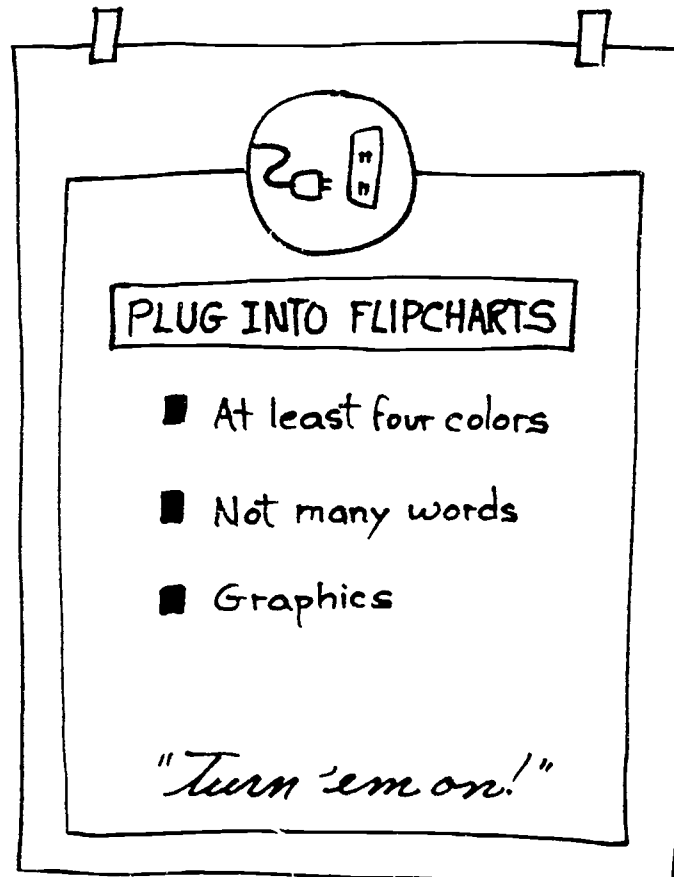 PLUG INTO FLIPCHARTS
■ At least four colors
■ Not many words
■ Graphics
"Turn 'em on!"